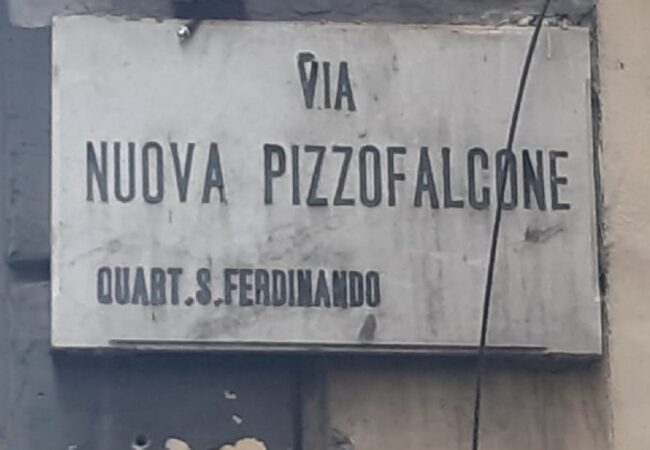 VIA
NUOVA PIZZOFALCONE
QUART.S.FERDINANDO